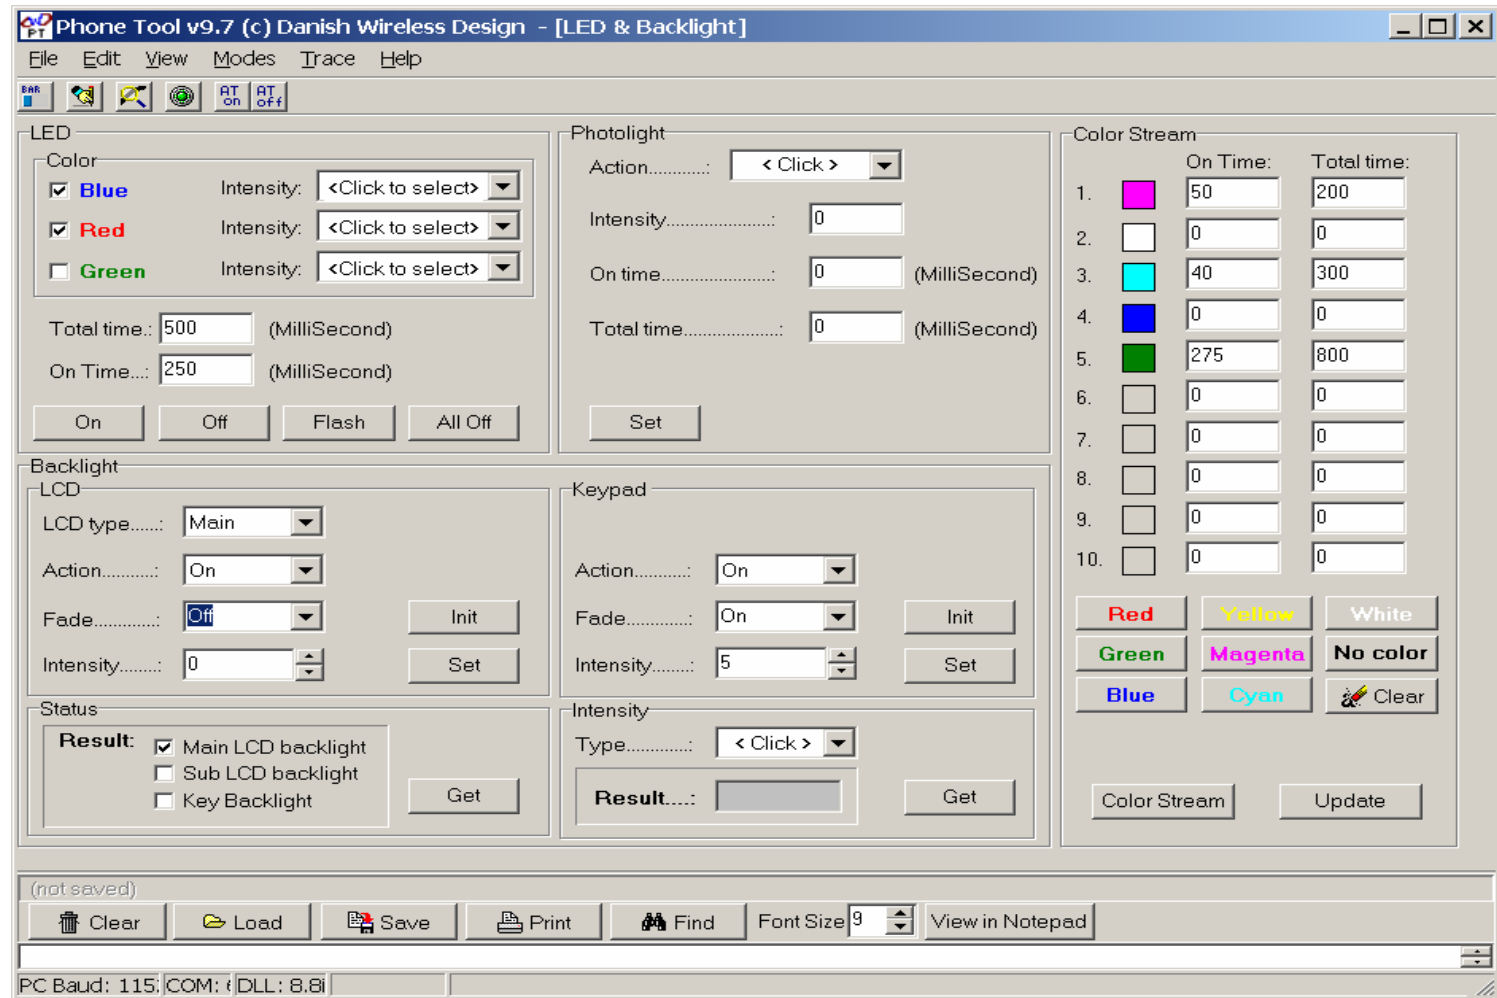 Phone Tool v9.7 (c) Danish Wireless Design - [LED & Backlight]
File Edit View Modes Trace Help
BAR AT on AT off
LED
Color
Blue Intensity: <Click to select>
Red Intensity: <Click to select>
Green Intensity: <Click to select>
Total time.: 500 (MilliSecond)
On Time...: 250 (MilliSecond)
On Off Flash All Off
Photolight
Action...........: < Click >
Intensity.....................: 0
On time......................: 0 (MilliSecond)
Total time...................: 0 (MilliSecond)
Set
Backlight
LCD
LCD type.....: Main
Action..........: On
Fade............: Off Init
Intensity.......: 0 Set
Keypad
Action..........: On
Fade............: On Init
Intensity.......: 5 Set
Status
Result: Main LCD backlight
Sub LCD backlight
Key Backlight
Get
Intensity
Type............: < Click >
Result....: Get
Color Stream
On Time: Total time:
1. 50 200
2. 0 0
3. 40 300
4. 0 0
5. 275 800
6. 0 0
7. 0 0
8. 0 0
9. 0 0
10. 0 0
Red Yellow White
Green Magenta No color
Blue Cyan Clear
Color Stream Update
(not saved)
Clear Load Save Print Find Font Size 9 View in Notepad
PC Baud: 115 COM: DLL: 8.8